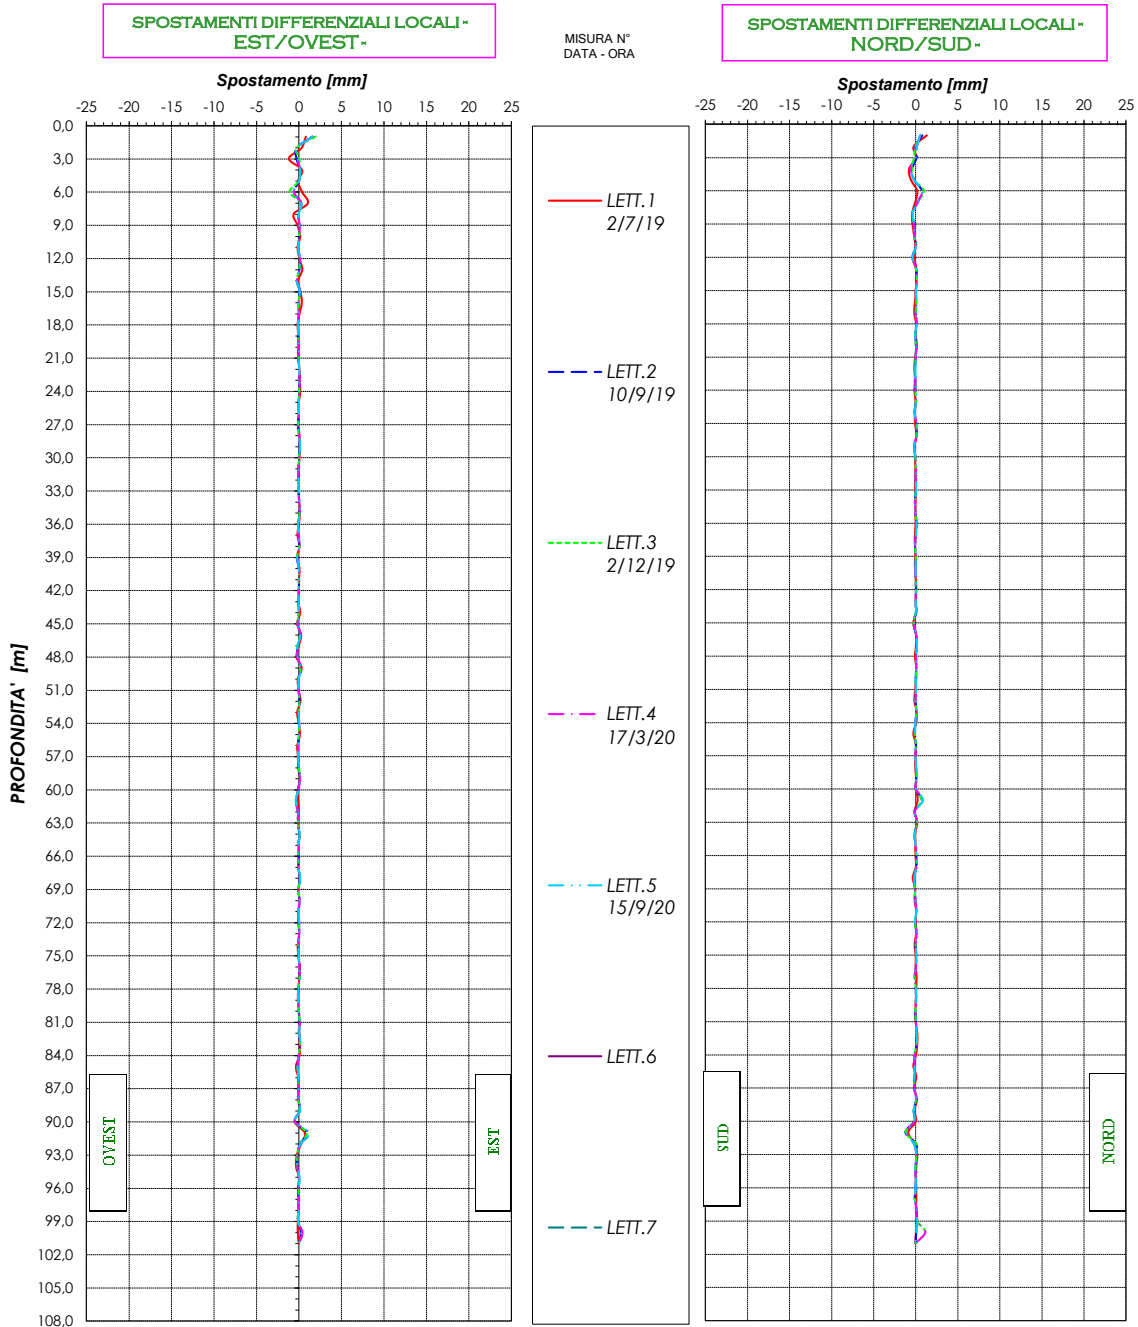 SPOSTAMENTI DIFFERENZIALI LOCALI -
EST/OVEST -
MISURA N°
DATA - ORA
SPOSTAMENTI DIFFERENZIALI LOCALI -
NORD/SUD -
Spostamento [mm]
-25 -20 -15 -10 -5 0 5 10 15 20 25
Spostamento [mm]
-25 -20 -15 -10 -5 0 5 10 15 20 25
PROFONDITA' [m]
0,0
3,0
6,0
9,0
12,0
15,0
18,0
21,0
24,0
27,0
30,0
33,0
36,0
39,0
42,0
45,0
48,0
51,0
54,0
57,0
60,0
63,0
66,0
69,0
72,0
75,0
78,0
81,0
84,0
87,0
90,0
93,0
96,0
99,0
102,0
105,0
108,0
OVEST
EST
LETT.1
2/7/19
LETT.2
10/9/19
LETT.3
2/12/19
LETT.4
17/3/20
LETT.5
15/9/20
LETT.6
LETT.7
SUD
NORD